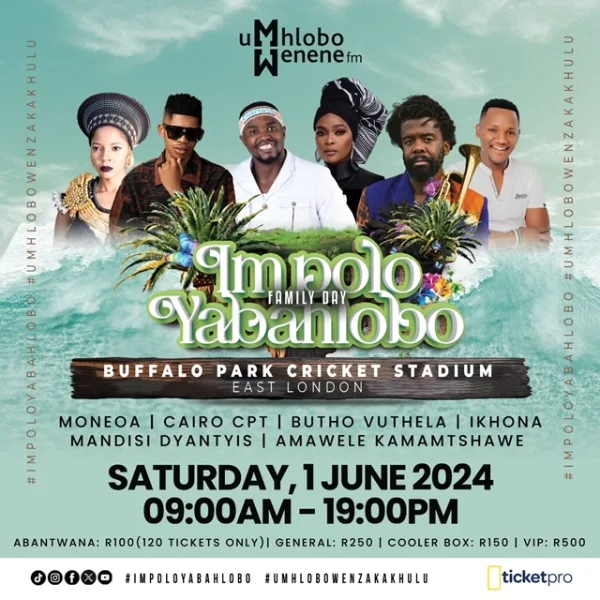 uMhlobo
Wenene fm
#IMPOLOYABAHLOBO #UMHLOBOWENZAKAKHULU
#IMPOLOYABAHLOBO #UMHLOBOWENZAKAKHULU
Impolo
FAMILY DAY
Yabahlobo
BUFFALO PARK CRICKET STADIUM
EAST LONDON
MONEOA | CAIRO CPT | BUTHO VUTHELA | IKHONA
MANDISI DYANTYIS | AMAWELE KAMAMTSHAWE
SATURDAY, 1 JUNE 2024
09:00AM - 19:00PM
ABANTWANA: R100(120 TICKETS ONLY)| GENERAL: R250 | COOLER BOX: R150 | VIP: R500
#IMPOLOYABAHLOBO #UMHLOBOWENZAKAKHULU
ticketpro